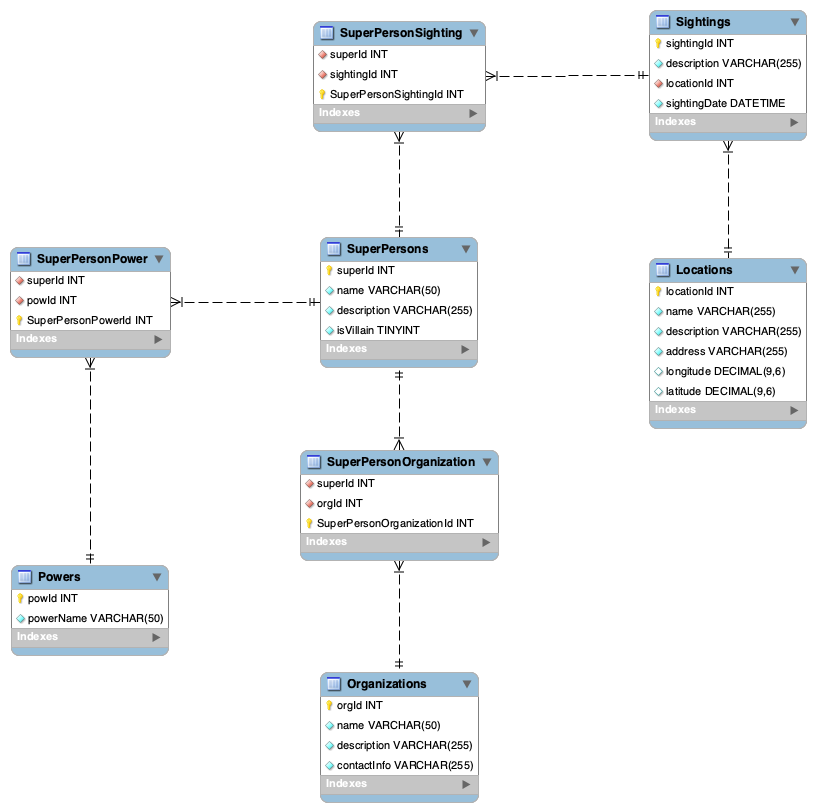 SuperPersonSighting
superId INT
sightingId INT
SuperPersonSightingId INT
Indexes
Sightings
sightingId INT
description VARCHAR(255)
locationId INT
sightingDate DATETIME
Indexes
SuperPersonPower
superId INT
powId INT
SuperPersonPowerId INT
Indexes
SuperPersons
superId INT
name VARCHAR(50)
description VARCHAR(255)
isVillain TINYINT
Indexes
Locations
locationId INT
name VARCHAR(255)
description VARCHAR(255)
address VARCHAR(255)
longitude DECIMAL(9,6)
latitude DECIMAL(9,6)
Indexes
SuperPersonOrganization
superId INT
orgId INT
SuperPersonOrganizationId INT
Indexes
Powers
powId INT
powerName VARCHAR(50)
Indexes
Organizations
orgId INT
name VARCHAR(50)
description VARCHAR(255)
contactInfo VARCHAR(255)
Indexes